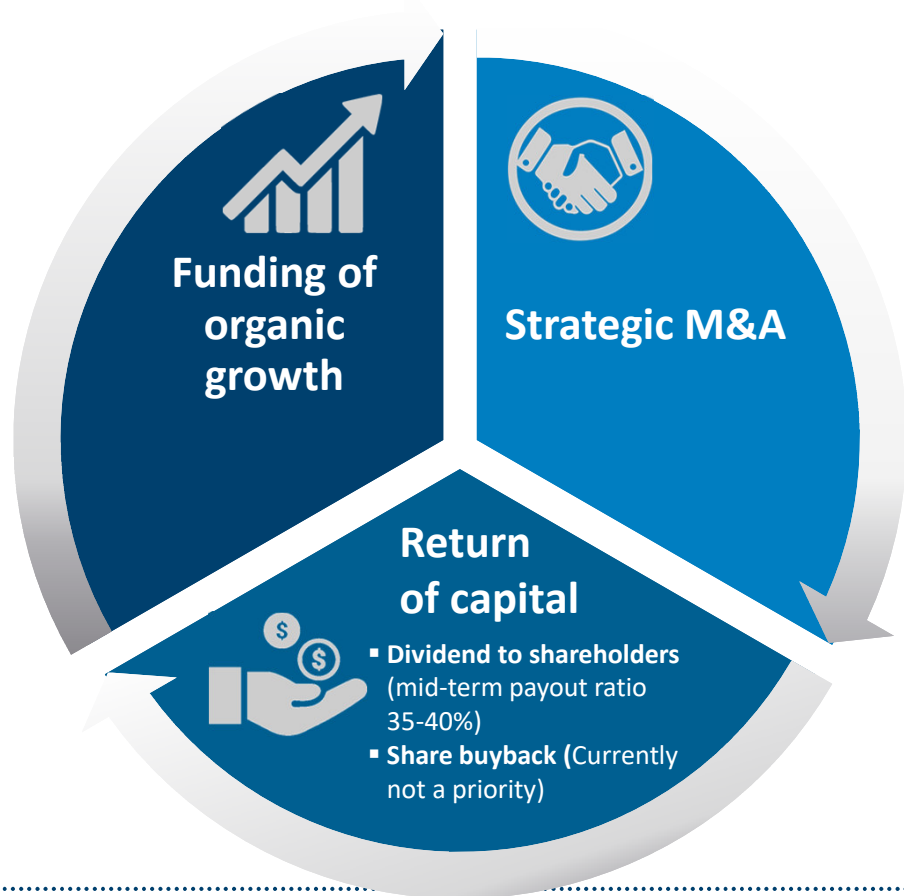 Funding of
organic
growth
Strategic M&A
Return
of capital
$
$
▪ Dividend to shareholders
(mid-term payout ratio
35-40%)
▪ Share buyback (Currently
not a priority)